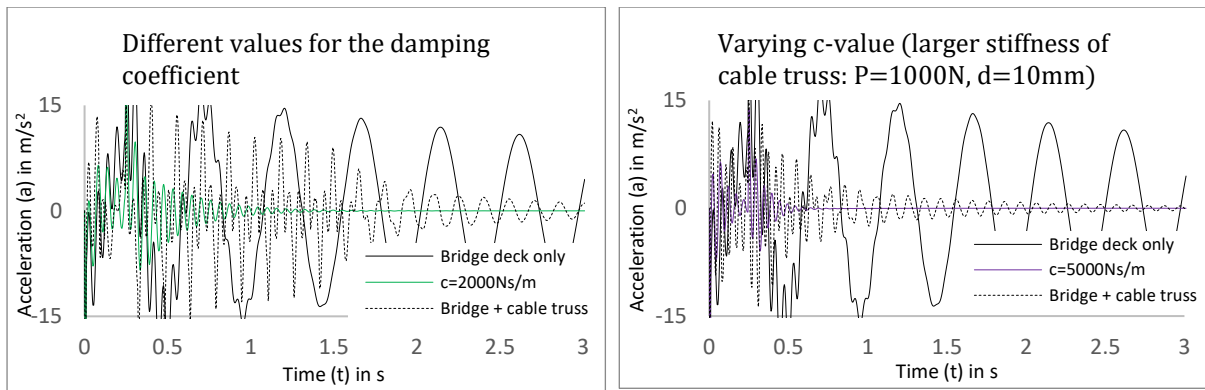 Different values for the damping
coefficient
Acceleration (a) in m/s²
15
0
-15
Bridge deck only
c=2000Ns/m
Bridge + cable truss
0
0.5
1
1.5
2
2.5
3
Time (t) in s
Varying c-value (larger stiffness of
cable truss: P=1000N, d=10mm)
Acceleration (a) in m/s²
15
0
-15
Bridge deck only
c=5000Ns/m
Bridge + cable truss
0
0.5
1
1.5
2
2.5
3
Time (t) in s